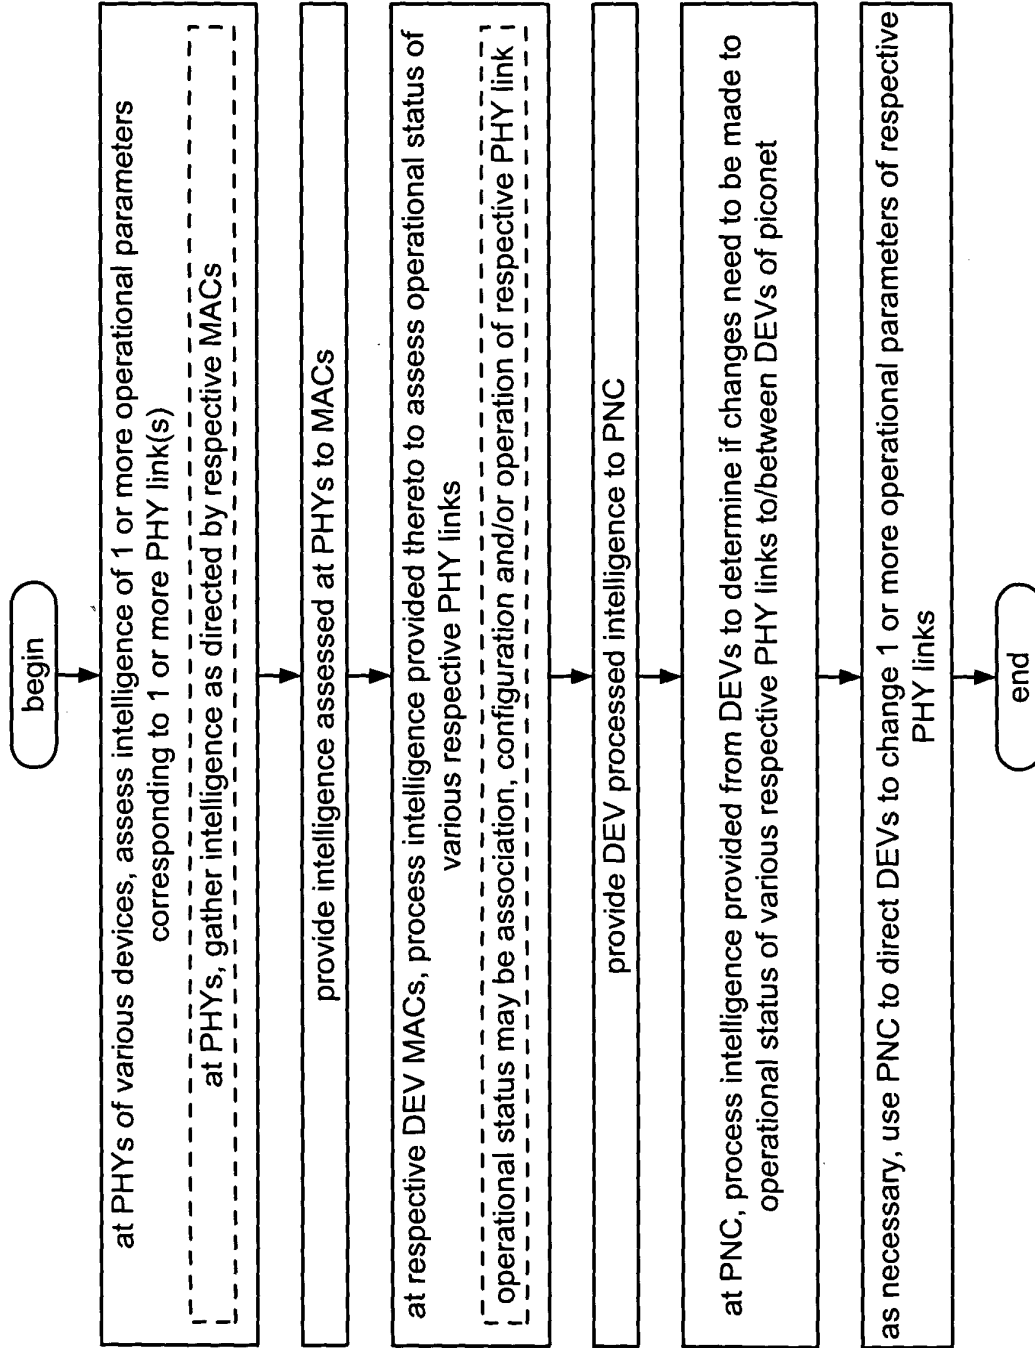 begin
at PHYs of various devices, assess intelligence of 1 or more operational parameters
corresponding to 1 or more PHY link(s)
at PHYs, gather intelligence as directed by respective MACs
provide intelligence assessed at PHYs to MACs
at respective DEV MACs, process intelligence provided thereto to assess operational status of
various respective PHY links
operational status may be association, configuration and/or operation of respective PHY link
provide DEV processed intelligence to PNC
at PNC, process intelligence provided from DEVs to determine if changes need to be made to
operational status of various respective PHY links to/between DEVs of piconet
as necessary, use PNC to direct DEVs to change 1 or more operational parameters of respective
PHY links
end